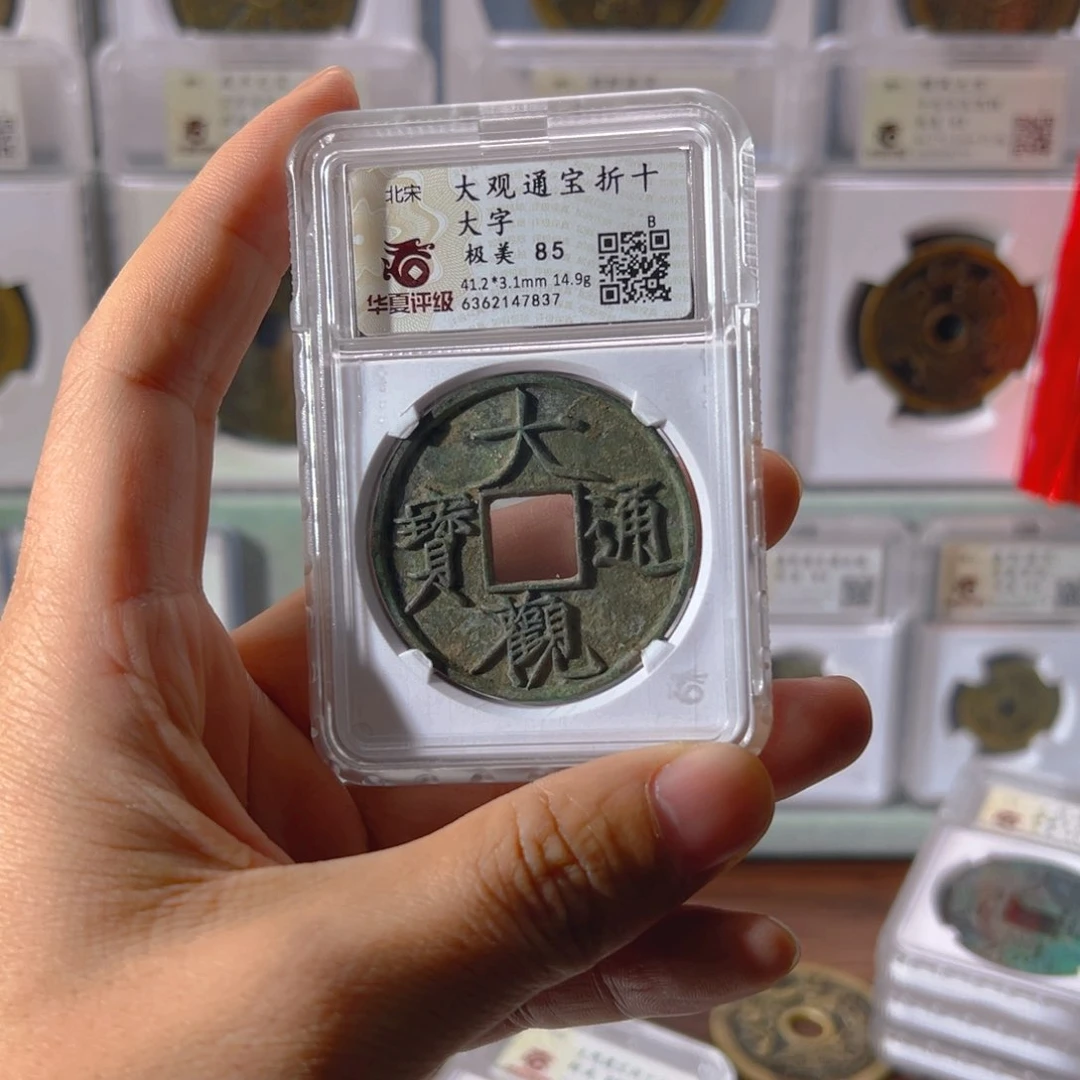 北宋
大观通宝折十
大字
极美 85
B
41.2*3.1mm 14.9g
6362147837
华夏评级
大
觀
通
寳